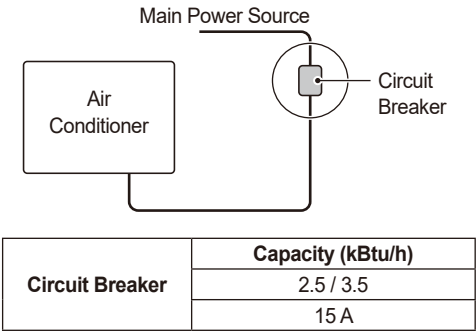 Main Power Source
Circuit
Breaker
Air
Conditioner
Circuit Breaker
Capacity (kBtu/h)
2.5 / 3.5
15 A